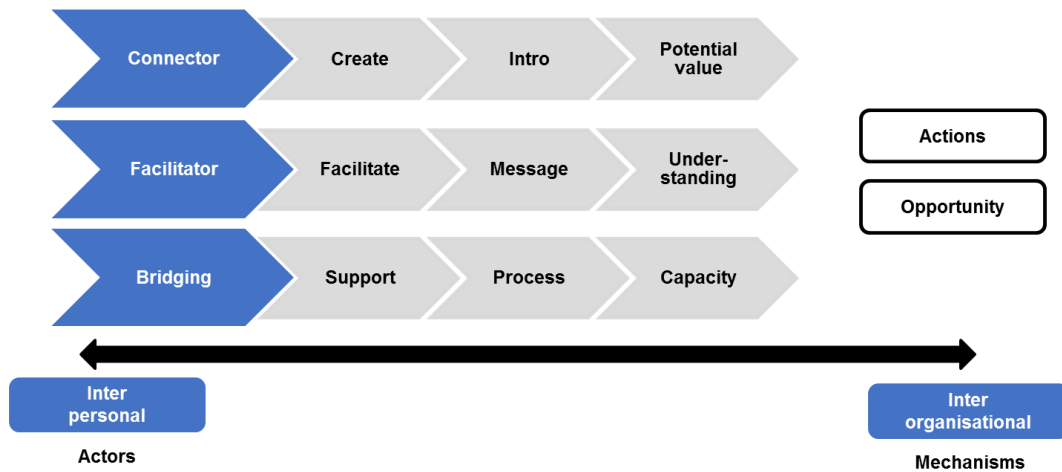 Connector
Create
Intro
Potential
value
Facilitator
Facilitate
Message
Under-
standing
Bridging
Support
Process
Capacity
Actions
Opportunity
Inter
personal
Actors
Inter
organisational
Mechanisms